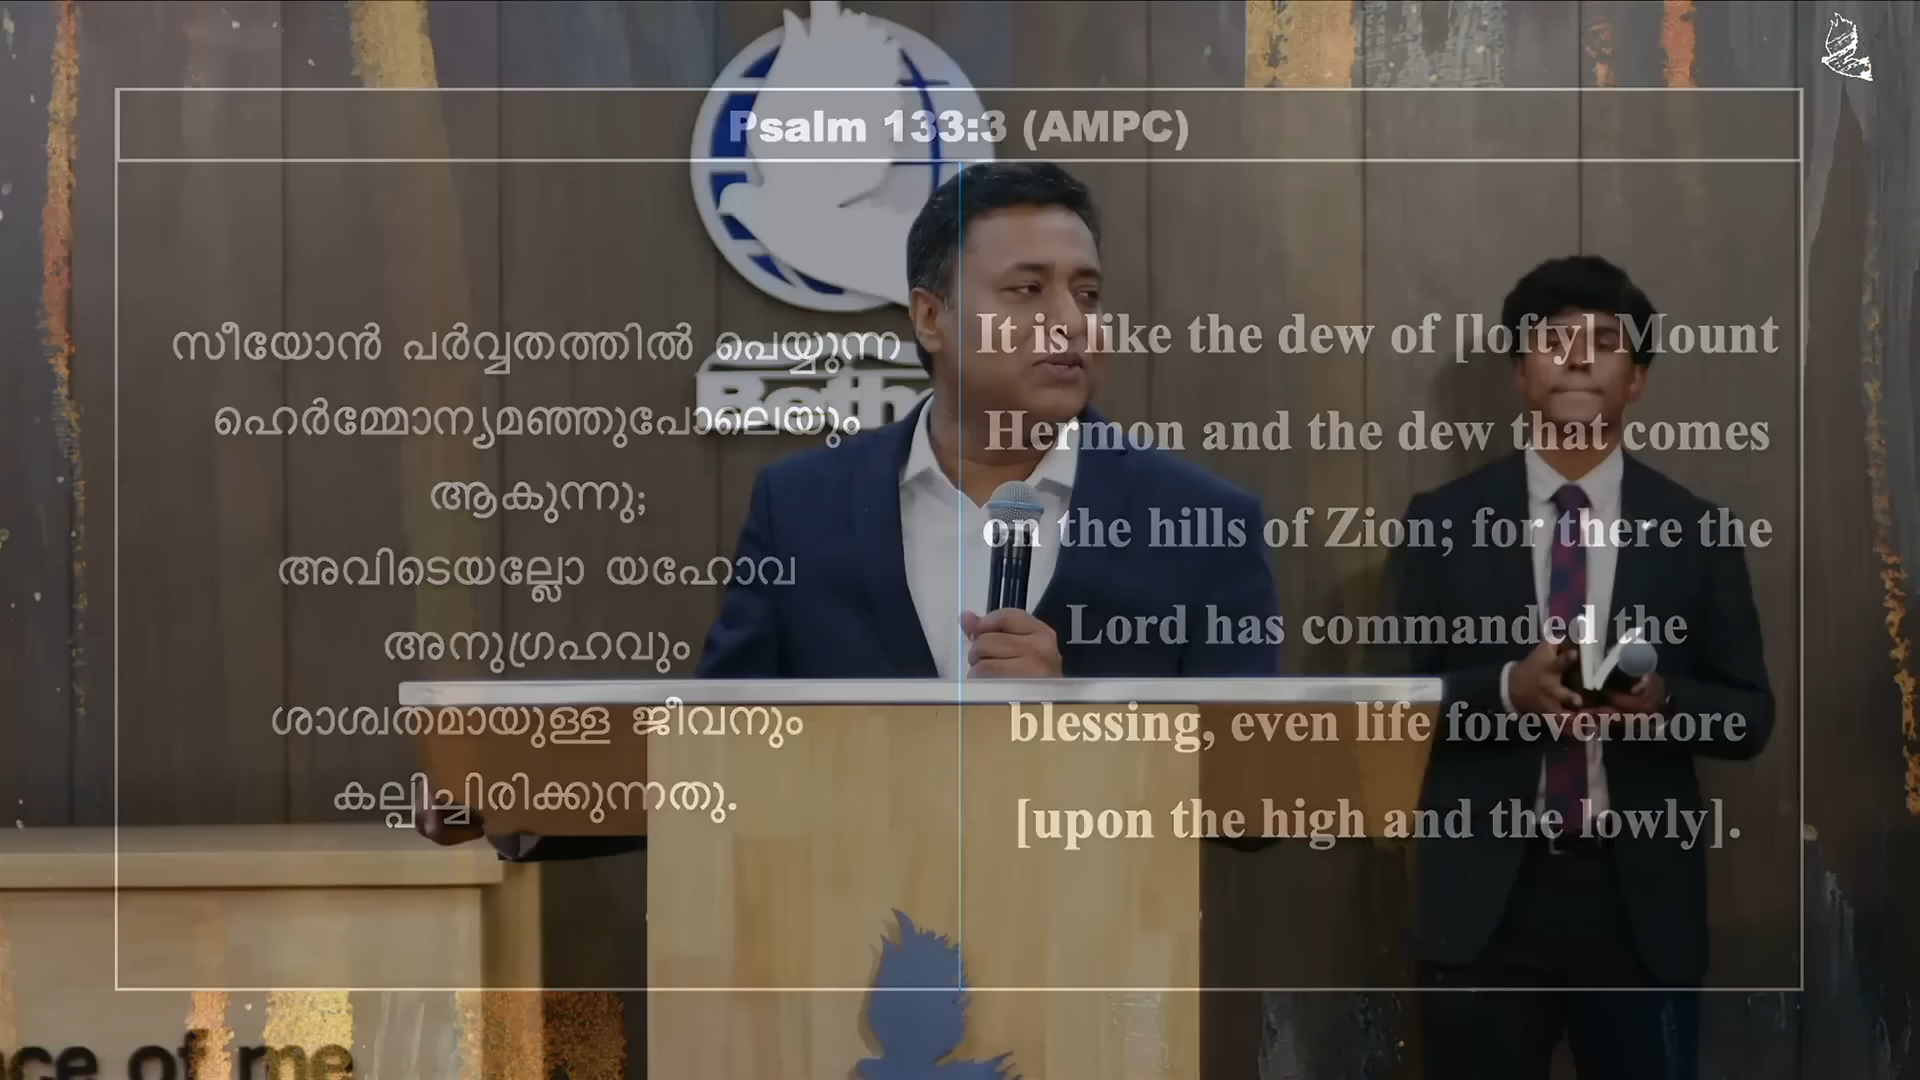 Psalm 133:3 (AMPC)
സീയോൻ പർവ്വതത്തിൽ പെയ്യുന്ന
ഹെർമ്മോന്യമഞ്ഞുപോലെയും
ആകുന്നു;
അവിടെയല്ലോ യഹോവ
അനുഗ്രഹവും
ശാശ്വതമായുള്ള ജീവനും
കല്പിച്ചിരിക്കുന്നതു.
It is like the dew of [lofty] Mount
Hermon and the dew that comes
on the hills of Zion; for there the
Lord has commanded the
blessing, even life forevermore
[upon the high and the lowly].
of me